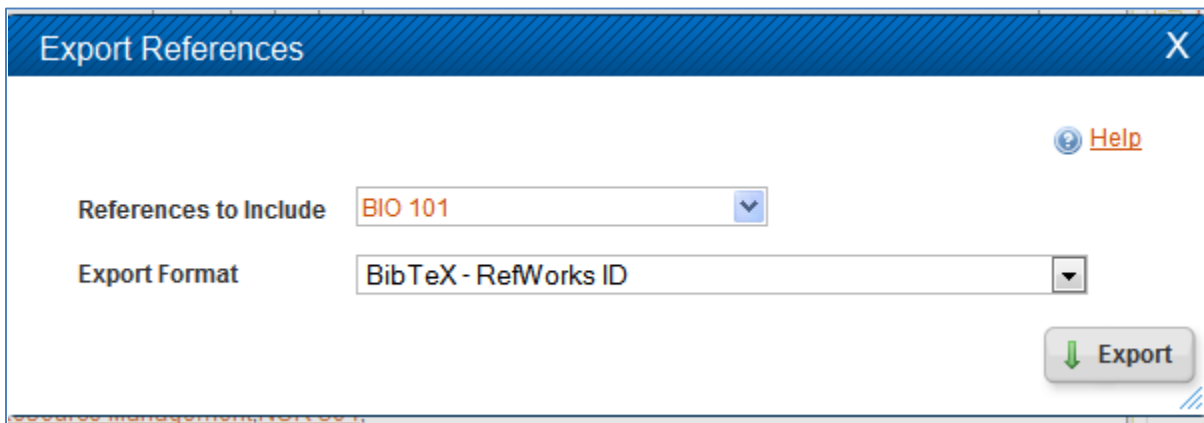 Export References X
Help
References to Include BIO 101
Export Format BibTeX - RefWorks ID
Export